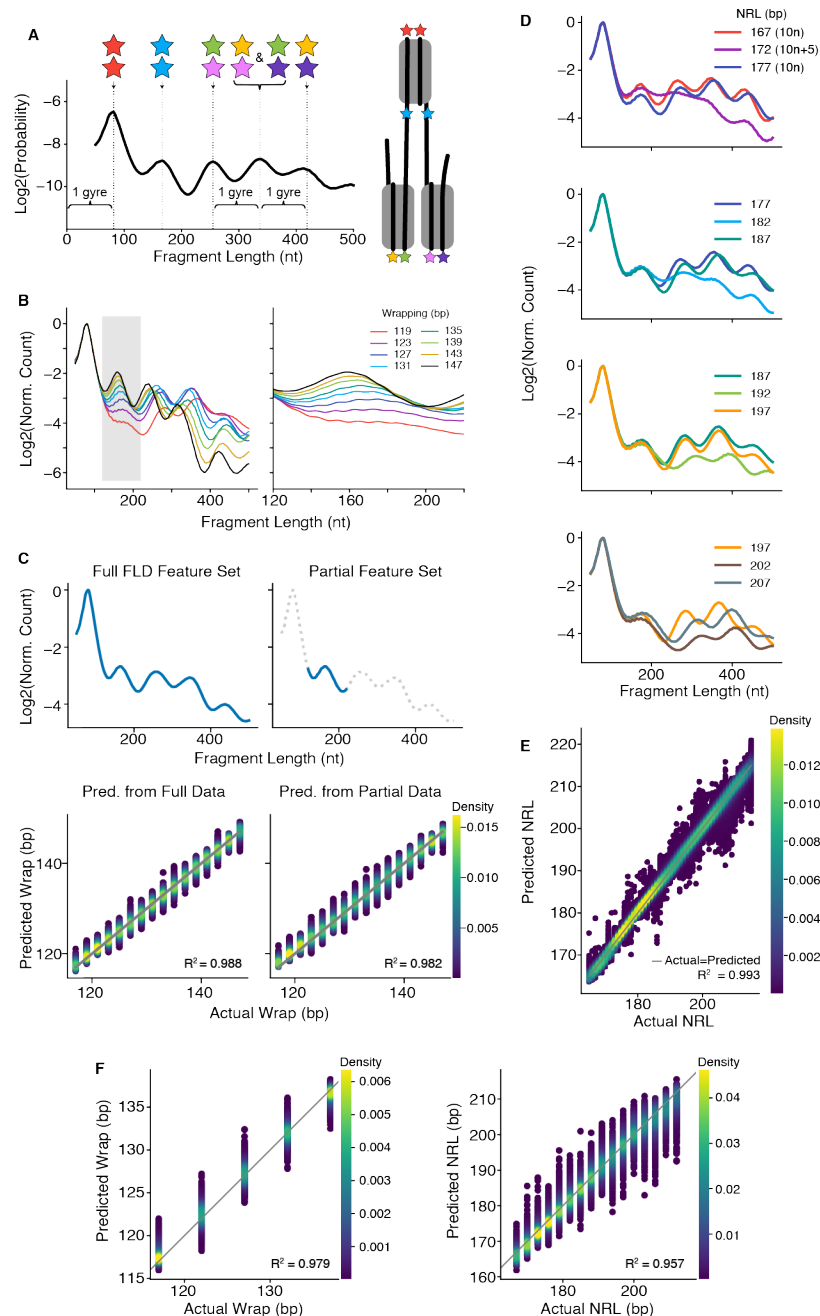 A
&
Log2(Probability)
−6
−8
−10
1 gyre
1 gyre
1 gyre
0
100
200
300
400
500
Fragment Length (nt)
B
Log2(Norm. Count)
0
−2
−4
−6
200
400
Wrapping (bp)
119
123
127
131
135
139
143
147
120
160
200
Fragment Length (nt)
C
Full FLD Feature Set
Partial Feature Set
Log2(Norm. Count)
0
−2
−4
200
400
200
400
Fragment Length (nt)
Pred. from Full Data
Pred. from Partial Data
Predicted Wrap (bp)
140
120
R² = 0.988
R² = 0.982
120
140
120
140
Actual Wrap (bp)
Density
0.015
0.010
0.005
D
NRL (bp)
167 (10n)
172 (10n+5)
177 (10n)
0
−2
−4
177
182
187
0
−2
−4
Log2(Norm. Count)
187
192
197
0
−2
−4
197
202
207
0
−2
−4
200
400
Fragment Length (nt)
E
Predicted NRL
220
210
200
190
180
170
Actual=Predicted
R² = 0.993
180
200
Actual NRL
Density
0.012
0.010
0.008
0.006
0.004
0.002
F
Predicted Wrap (bp)
135
130
125
120
115
R² = 0.979
120
130
Actual Wrap (bp)
Density
0.006
0.005
0.004
0.003
0.002
0.001
Predicted NRL (bp)
210
200
190
180
170
160
R² = 0.957
180
200
Actual NRL (bp)
Density
0.04
0.03
0.02
0.01